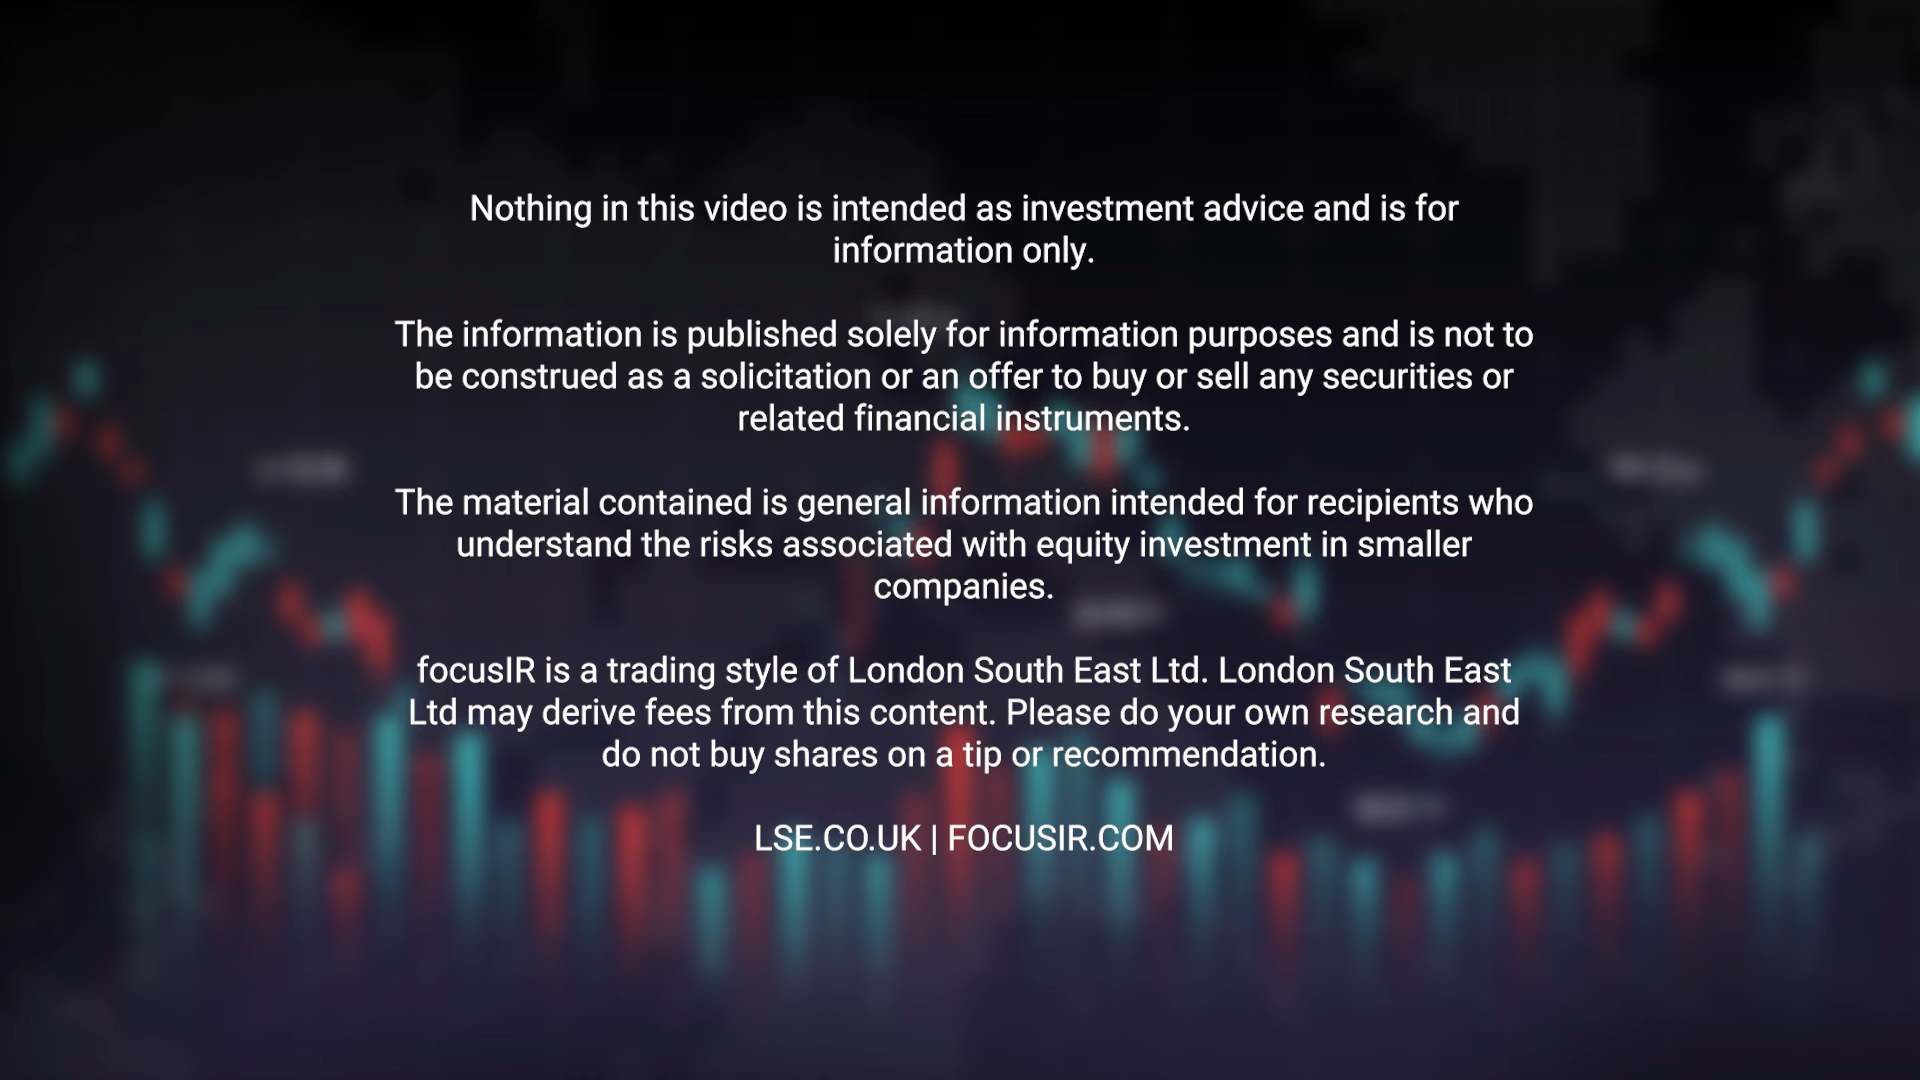 Nothing in this video is intended as investment advice and is for
information only.
The information is published solely for information purposes and is not to
be construed as a solicitation or an offer to buy or sell any securities or
related financial instruments.
The material contained is general information intended for recipients who
understand the risks associated with equity investment in smaller
companies.
focusIR is a trading style of London South East Ltd. London South East
Ltd may derive fees from this content. Please do your own research and
do not buy shares on a tip or recommendation.
LSE.CO.UK | FOCUSIR.COM